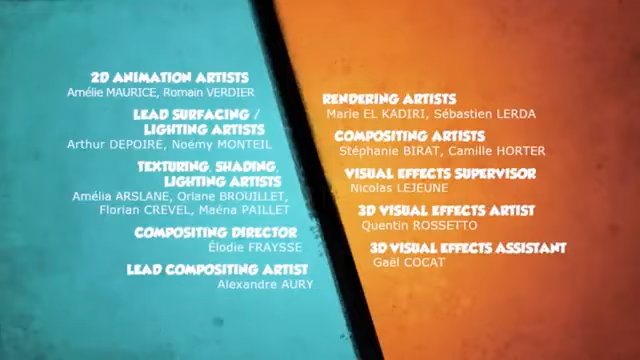 2D ANIMATION ARTISTS
Amélie MAURICE, Romain VERDIER
LEAD SURFACING /
LIGHTING ARTISTS
Arthur DEPOIRE, Noémy MONTEIL
TEXTURING, SHADING,
LIGHTING ARTISTS
Amélia ARSLANE, Oriane BROUILLET,
Florian CREVEL, Maéna PAILLET
COMPOSITING DIRECTOR
Élodie FRAYSSE
LEAD COMPOSITING ARTIST
Alexandre AURY
RENDERING ARTISTS
Marie EL KADIRI, Sébastien LERDA
COMPOSITING ARTISTS
Stéphanie BIRAT, Camille HORTER
VISUAL EFFECTS SUPERVISOR
Nicolas LEJEUNE
3D VISUAL EFFECTS ARTIST
Quentin ROSSETTO
3D VISUAL EFFECTS ASSISTANT
Gaël COCAT